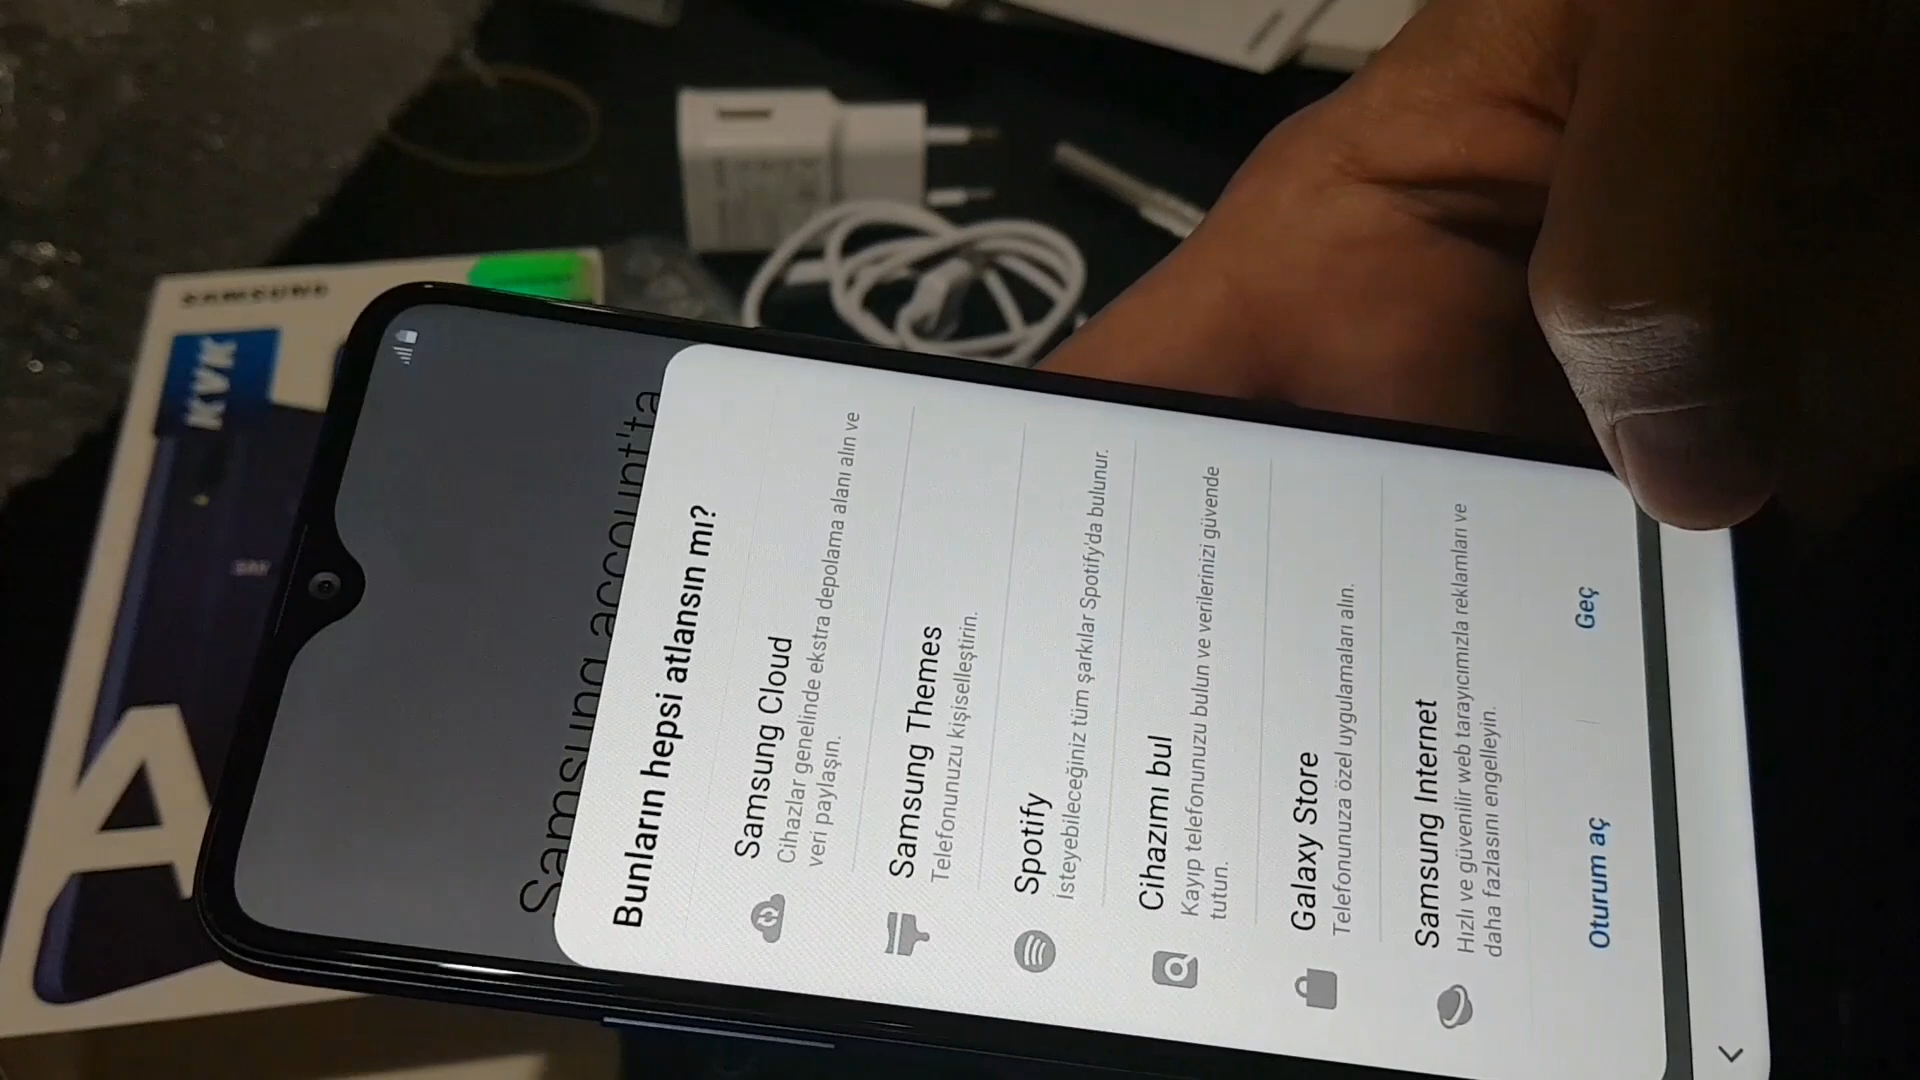 SAMSUNG
KVK
A
Samsung account'ta
Bunların hepsi atlansın mı?
Samsung Cloud
Cihazlar genelinde ekstra depolama alanı alın ve
veri paylaşın.
Samsung Themes
Telefonunuzu kişiselleştirin.
Spotify
İsteyebileceğiniz tüm şarkılar Spotify'da bulunur.
Cihazımı bul
Kayıp telefonunuzu bulun ve verilerinizi güvende
tutun.
Galaxy Store
Telefonunuza özel uygulamaları alın.
Samsung Internet
Hızlı ve güvenilir web tarayıcımızla reklamları ve
daha fazlasını engelleyin.
Oturum aç
Geç